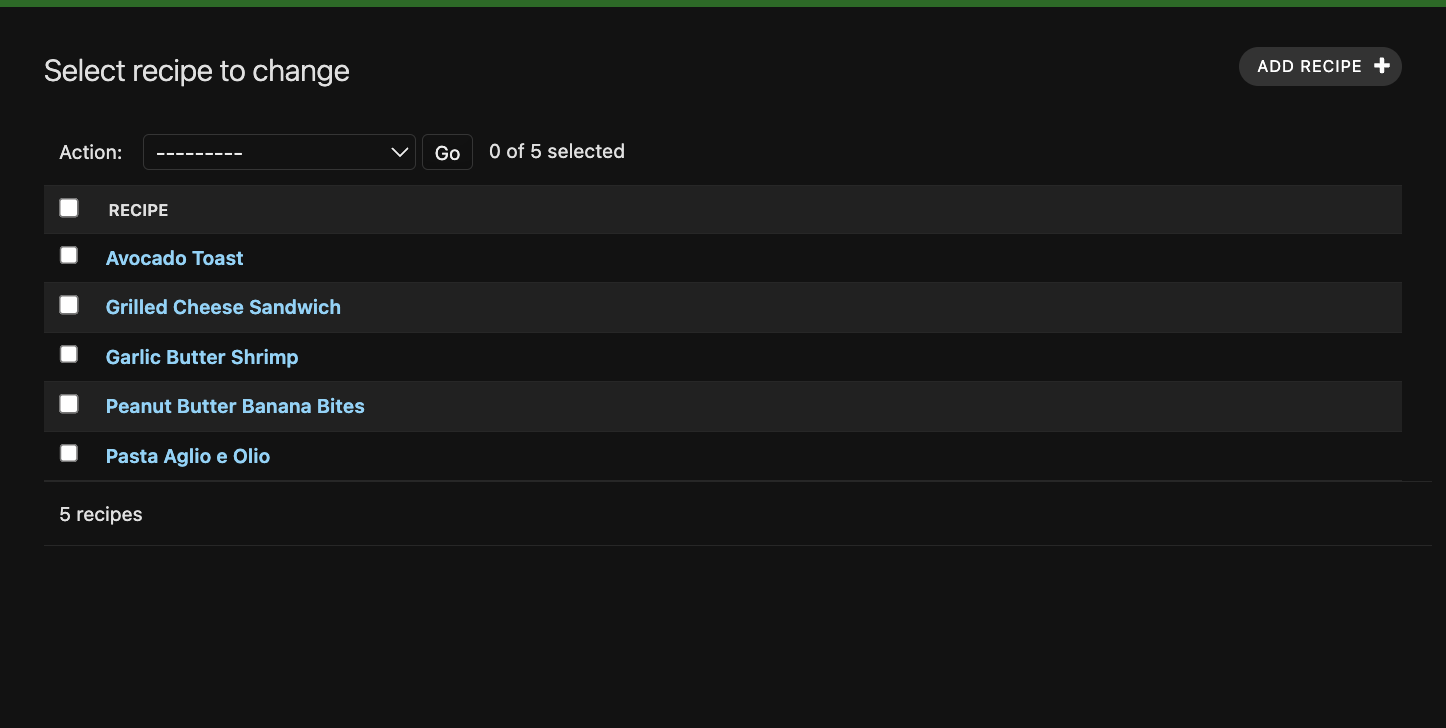 Select recipe to change
ADD RECIPE
Action: --------- Go 0 of 5 selected
RECIPE
Avocado Toast
Grilled Cheese Sandwich
Garlic Butter Shrimp
Peanut Butter Banana Bites
Pasta Aglio e Olio
5 recipes